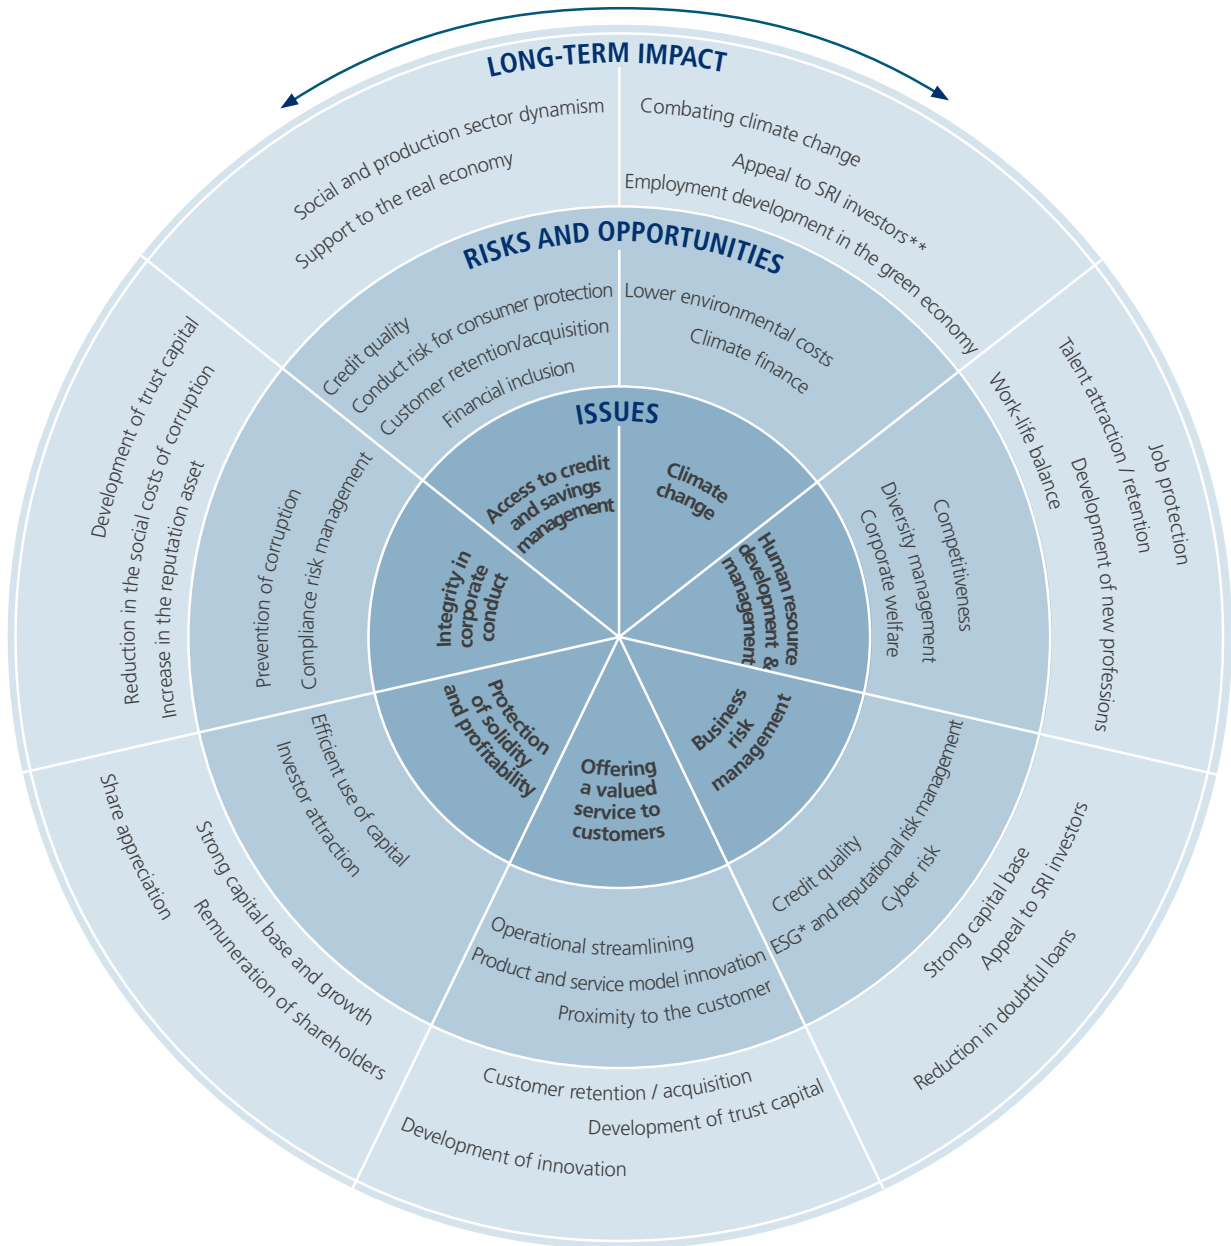 LONG-TERM IMPACT
Social and production sector dynamism
Support to the real economy
Combating climate change
Appeal to SRI investors**
Employment development in the green economy
Talent attraction / retention
Job protection
Work-life balance
Development of new professions
Strong capital base
Appeal to SRI investors
Reduction in doubtful loans
Customer retention / acquisition
Development of trust capital
Development of innovation
Share appreciation
Strong capital base and growth
Remuneration of shareholders
Development of trust capital
Reduction in the social costs of corruption
Increase in the reputation asset
RISKS AND OPPORTUNITIES
Credit quality
Conduct risk for consumer protection
Customer retention/acquisition
Financial inclusion
Lower environmental costs
Climate finance
Competitiveness
Diversity management
Corporate welfare
Credit quality
ESG* and reputational risk management
Cyber risk
Operational streamlining
Product and service model innovation
Proximity to the customer
Efficient use of capital
Investor attraction
Prevention of corruption
Compliance risk management
ISSUES
Access to credit
and savings
management
Climate
change
Human resource
development &
management
Business
risk
management
Offering
a valued
service to
customers
Protection
of solidity
and profitability
Integrity in
corporate
conduct